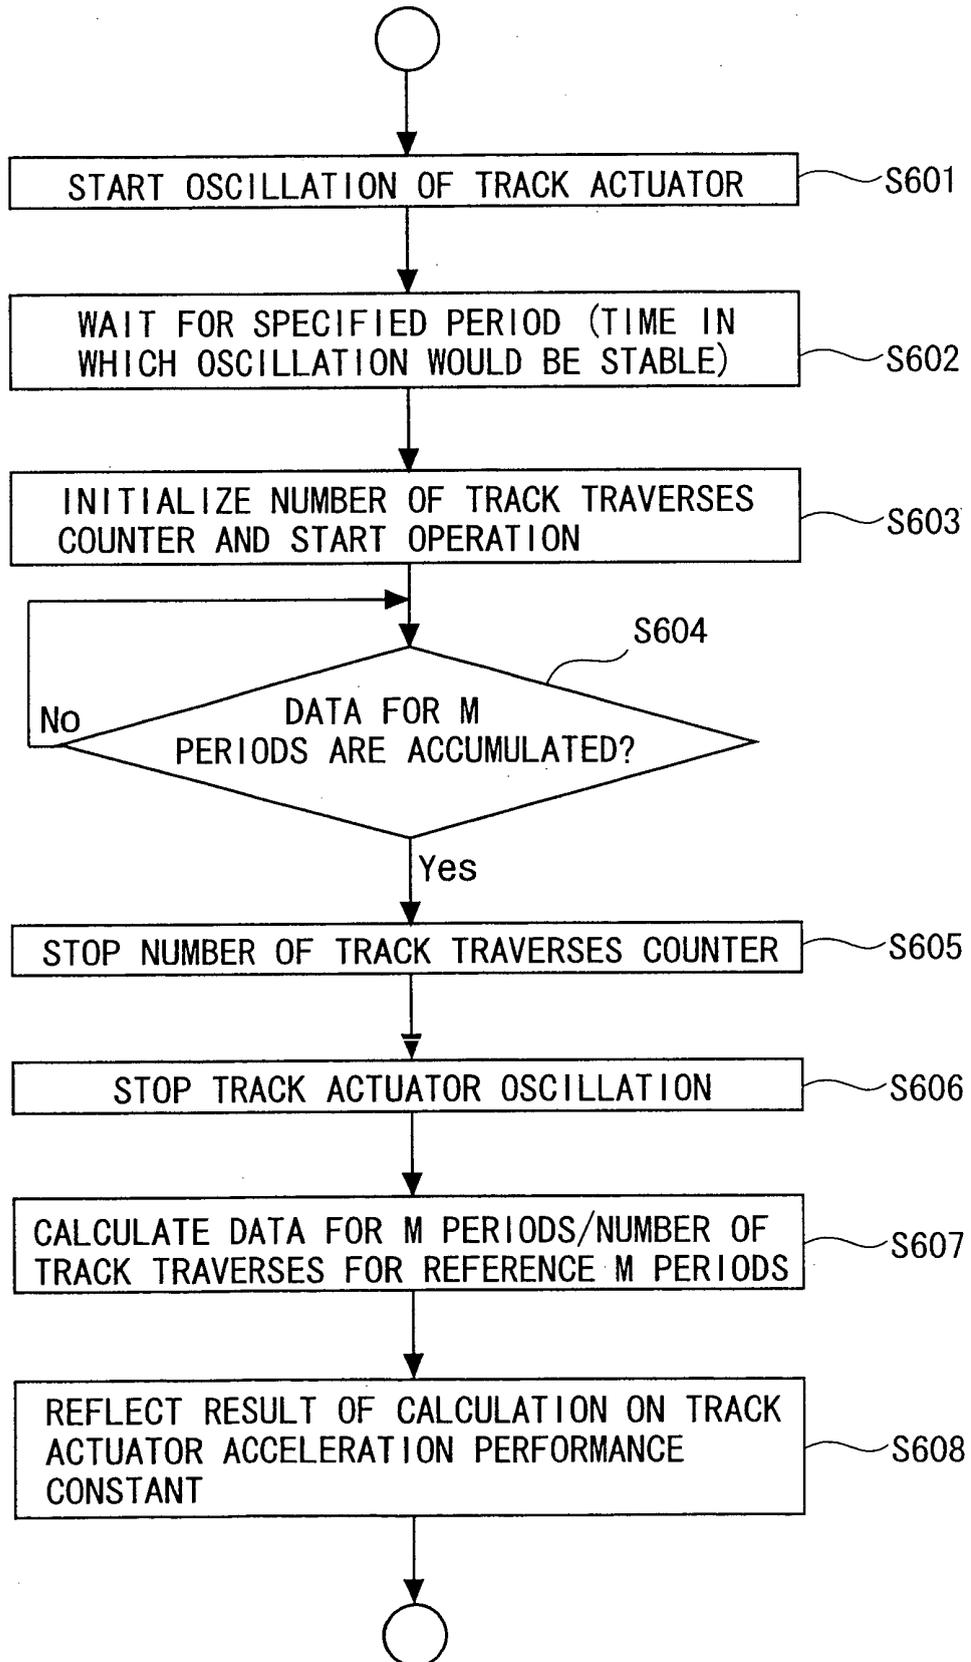 START OSCILLATION OF TRACK ACTUATOR
S601
WAIT FOR SPECIFIED PERIOD (TIME IN
WHICH OSCILLATION WOULD BE STABLE)
S602
INITIALIZE NUMBER OF TRACK TRAVERSES
COUNTER AND START OPERATION
S603
S604
DATA FOR M
PERIODS ARE ACCUMULATED?
No
Yes
STOP NUMBER OF TRACK TRAVERSES COUNTER
S605
STOP TRACK ACTUATOR OSCILLATION
S606
CALCULATE DATA FOR M PERIODS/NUMBER OF
TRACK TRAVERSES FOR REFERENCE M PERIODS
S607
REFLECT RESULT OF CALCULATION ON TRACK
ACTUATOR ACCELERATION PERFORMANCE
CONSTANT
S608